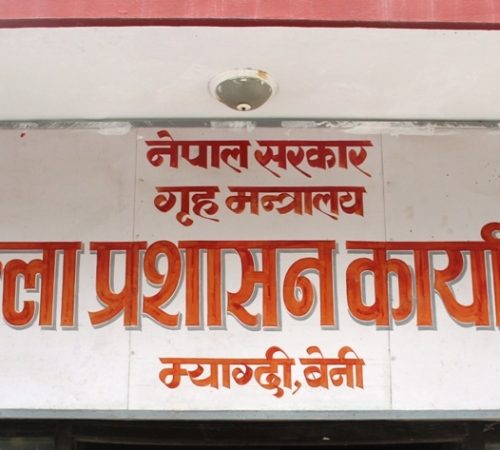 नेपाल सरकार
गृह मन्त्रालय
ल्ला प्रशासन कार्या
म्याग्दी, बेनी